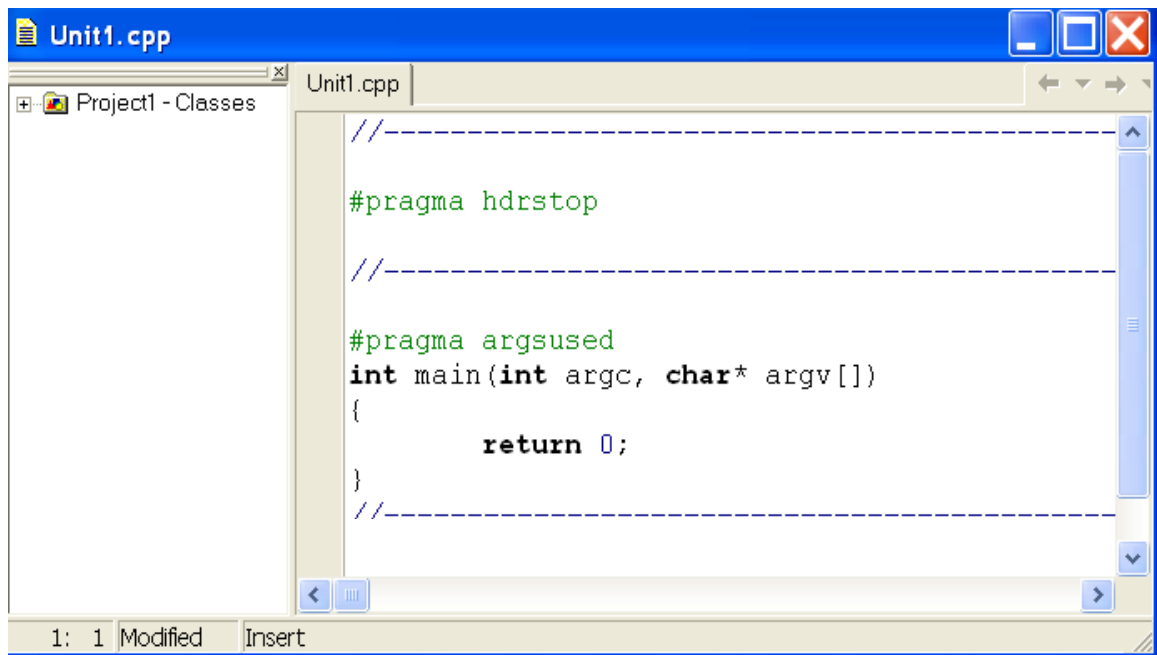 Unit1.cpp
Project1 - Classes
Unit1.cpp
//--------------------------------------------
#pragma hdrstop
//--------------------------------------------
#pragma argsused
int main(int argc, char* argv[])
{
return 0;
}
//--------------------------------------------
1: 1 Modified Insert